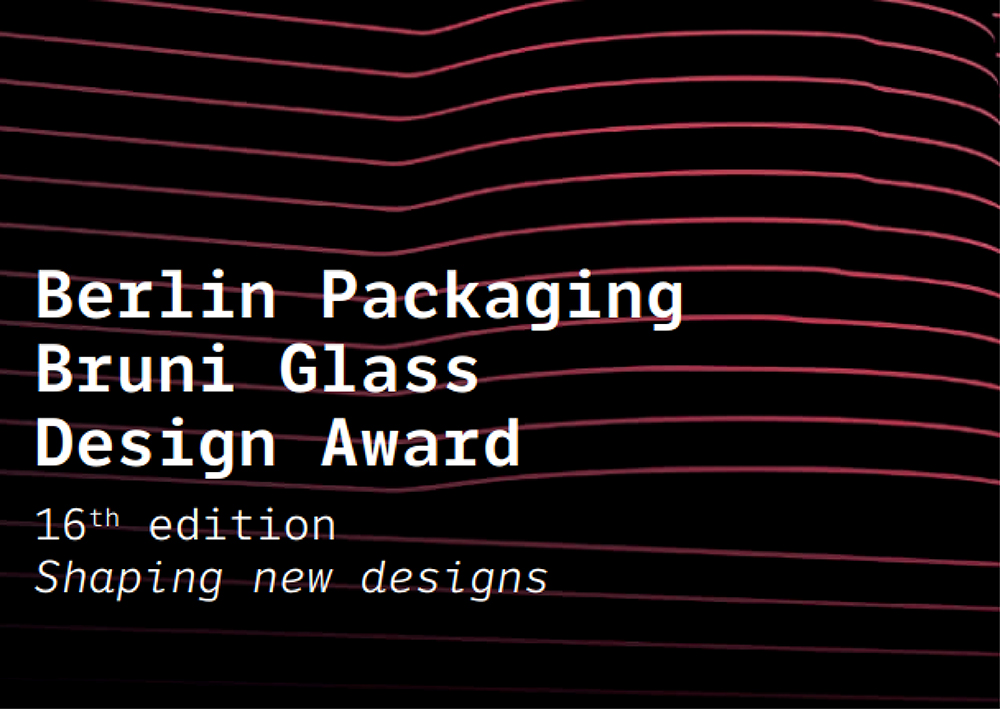 Berlin Packaging
Bruni Glass
Design Award
16th edition
Shaping new designs